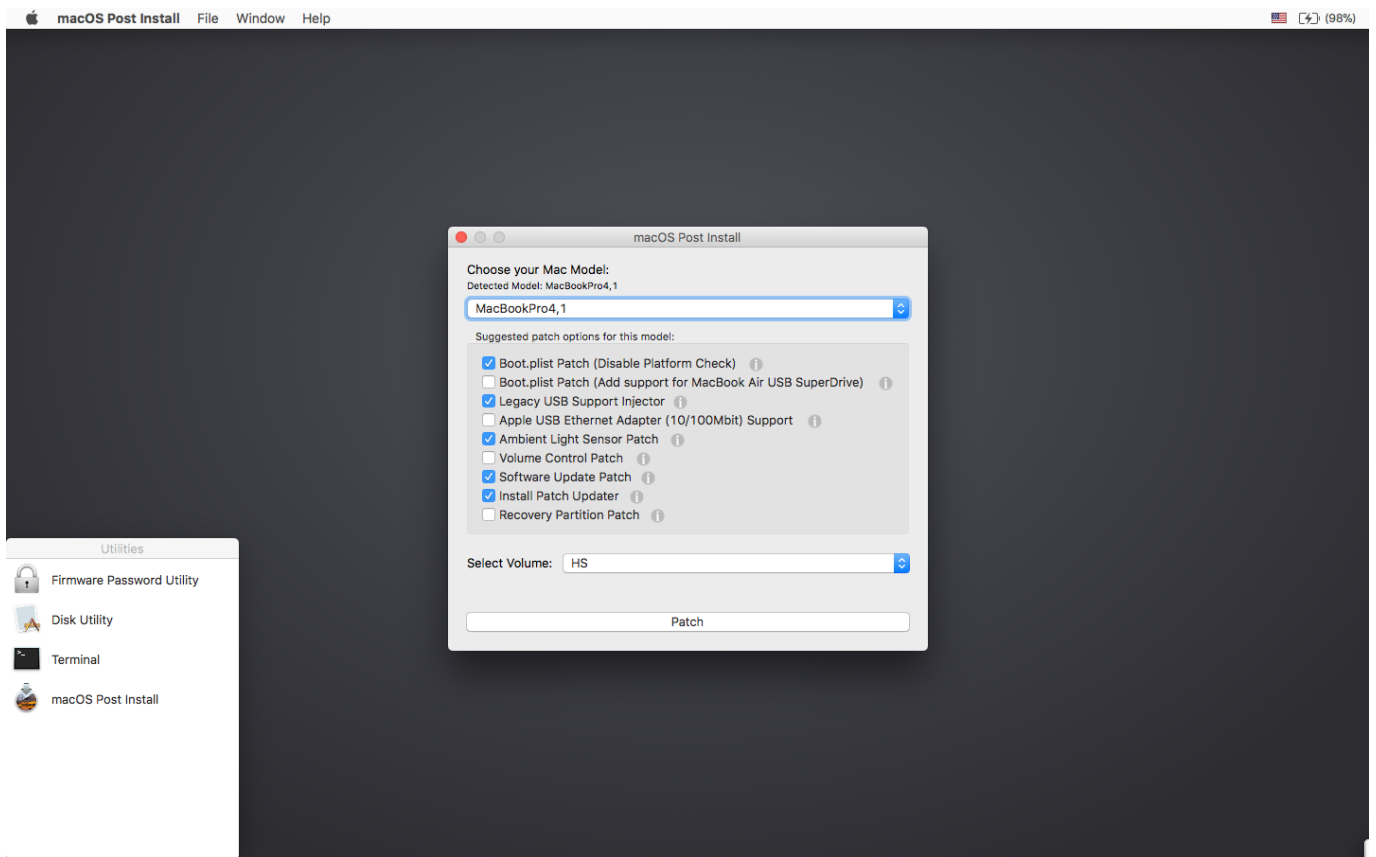 macOS Post Install File Window Help (98%)
macOS Post Install
Choose your Mac Model:
Detected Model: MacBookPro4,1
MacBookPro4,1
Suggested patch options for this model:
Boot.plist Patch (Disable Platform Check)
Boot.plist Patch (Add support for MacBook Air USB SuperDrive)
Legacy USB Support Injector
Apple USB Ethernet Adapter (10/100Mbit) Support
Ambient Light Sensor Patch
Volume Control Patch
Software Update Patch
Install Patch Updater
Recovery Partition Patch
Select Volume: HS
Patch
Utilities
Firmware Password Utility
Disk Utility
Terminal
macOS Post Install